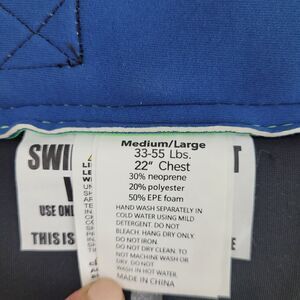 Medium/Large
33-55 Lbs.
22" Chest
30% neoprene
20% polyester
50% EPE foam
HAND WASH SEPARATELY IN
COLD WATER USING MILD
DETERGENT. DO NOT
BLEACH. HANG DRY ONLY.
DO NOT IRON.
DO NOT DRY CLEAN. TO
NOT MACHINE WASH OR
DRY. DO NOT
WASH IN HOT WATER.
MADE IN CHINA
SWI
USE ONL
THIS IS